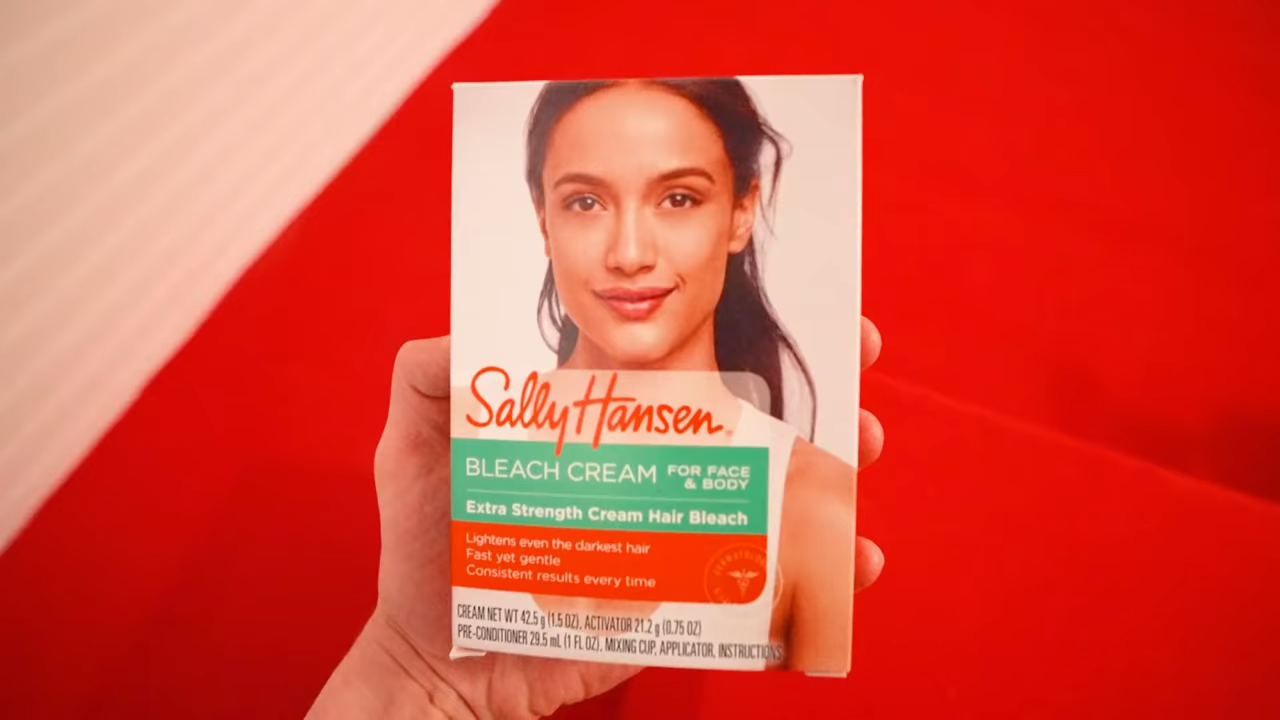 Sally Hansen
BLEACH CREAM FOR FACE & BODY
Extra Strength Cream Hair Bleach
Lightens even the darkest hair
Fast yet gentle
Consistent results every time
CREAM NET WT 42.5 g (1.5 OZ), ACTIVATOR 21.2 g (0.75 OZ)
PRE-CONDITIONER 29.5 mL (1 FL OZ), MIXING CUP, APPLICATOR, INSTRUCTIONS